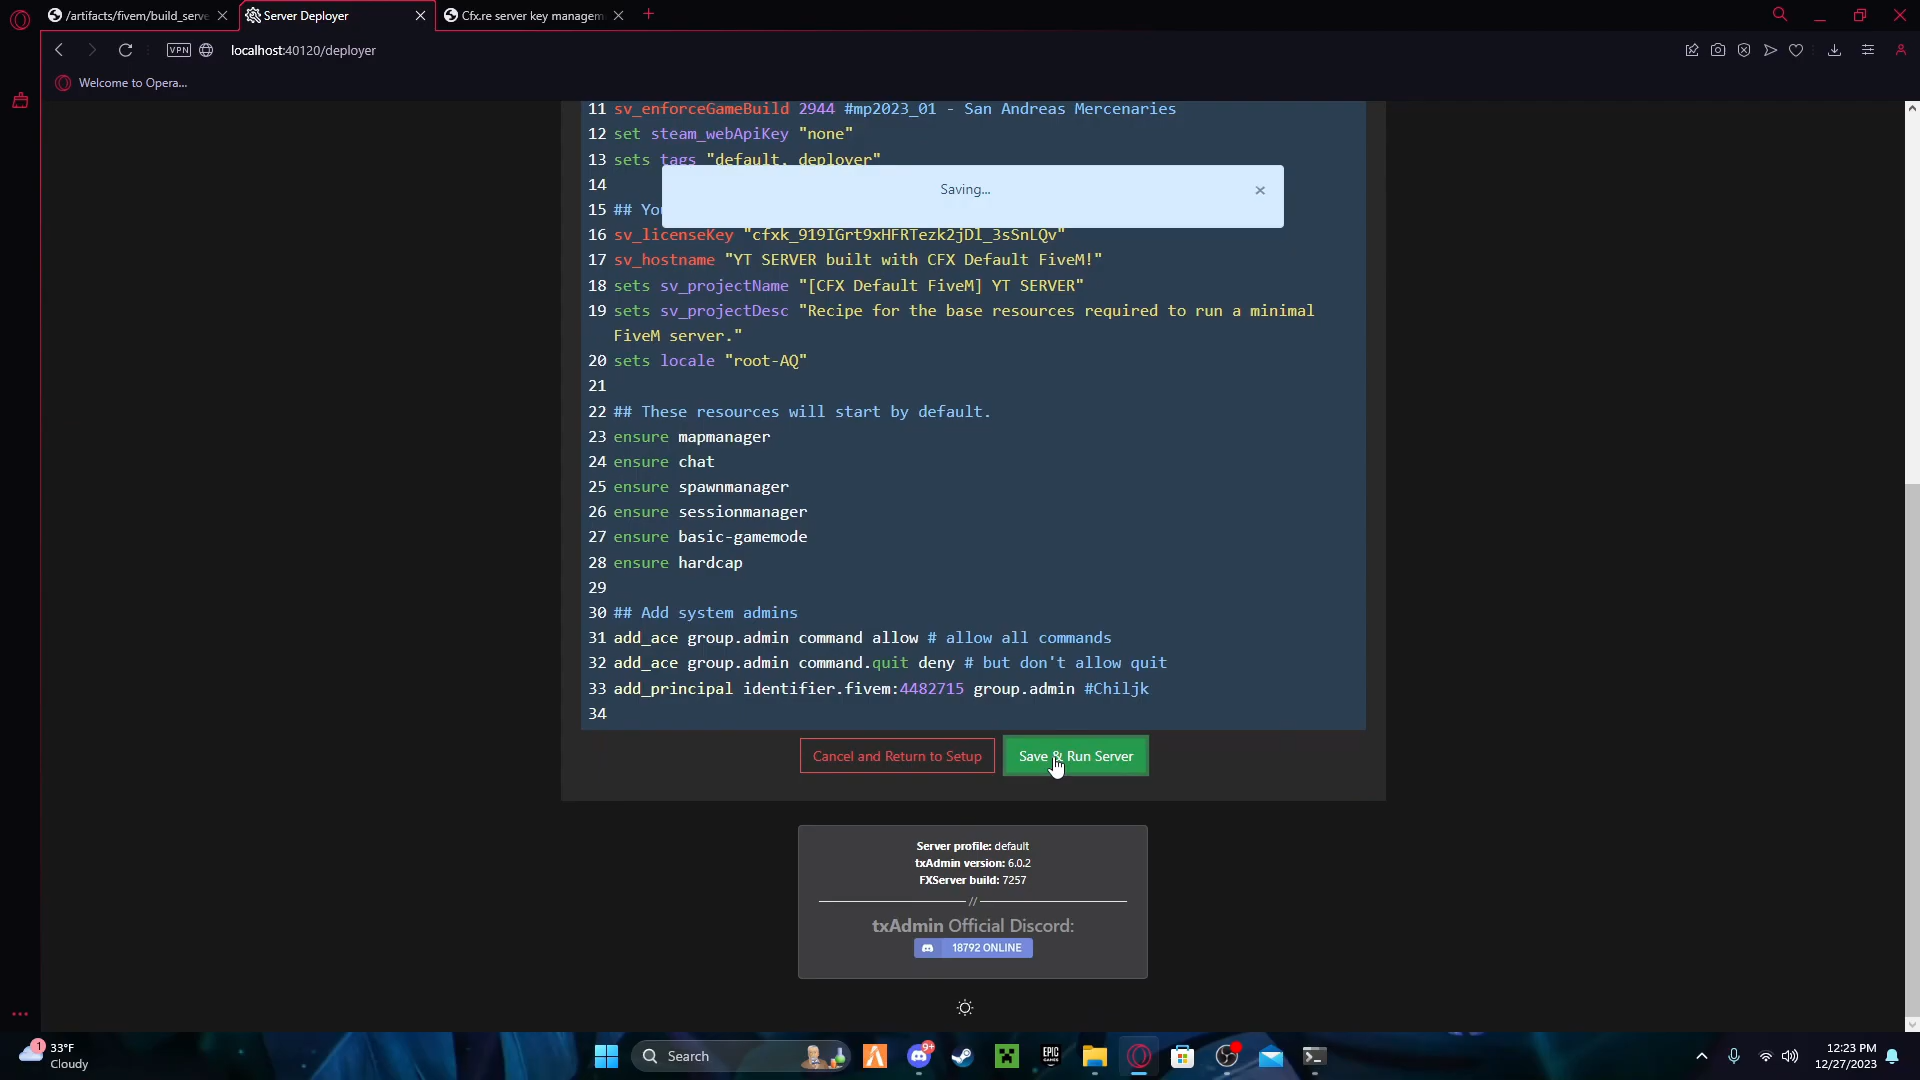 /artifacts/fivem/build_serve
Server Deployer
Cfx.re server key managem
VPN
localhost:40120/deployer
Welcome to Opera...
11 sv_enforceGameBuild 2944 #mp2023_01 - San Andreas Mercenaries
12 set steam_webApiKey "none"
13 sets tags "default, deployer"
Saving...
14
15 ## You
16 sv_licenseKey "cfxk_919IGrt9xHFRTezk2jDl_3sSnLQv"
17 sv_hostname "YT SERVER built with CFX Default FiveM!"
18 sets sv_projectName "[CFX Default FiveM] YT SERVER"
19 sets sv_projectDesc "Recipe for the base resources required to run a minimal
FiveM server."
20 sets locale "root-AQ"
21
22 ## These resources will start by default.
23 ensure mapmanager
24 ensure chat
25 ensure spawnmanager
26 ensure sessionmanager
27 ensure basic-gamemode
28 ensure hardcap
29
30 ## Add system admins
31 add_ace group.admin command allow # allow all commands
32 add_ace group.admin command.quit deny # but don't allow quit
33 add_principal identifier.fivem:4482715 group.admin #Chiljk
34
Cancel and Return to Setup
Save & Run Server
Server profile: default
txAdmin version: 6.0.2
FXServer build: 7257
//
txAdmin Official Discord:
18792 ONLINE
1
33°F
Cloudy
Search
9+
EPIC
GAMES
12:23 PM
12/27/2023